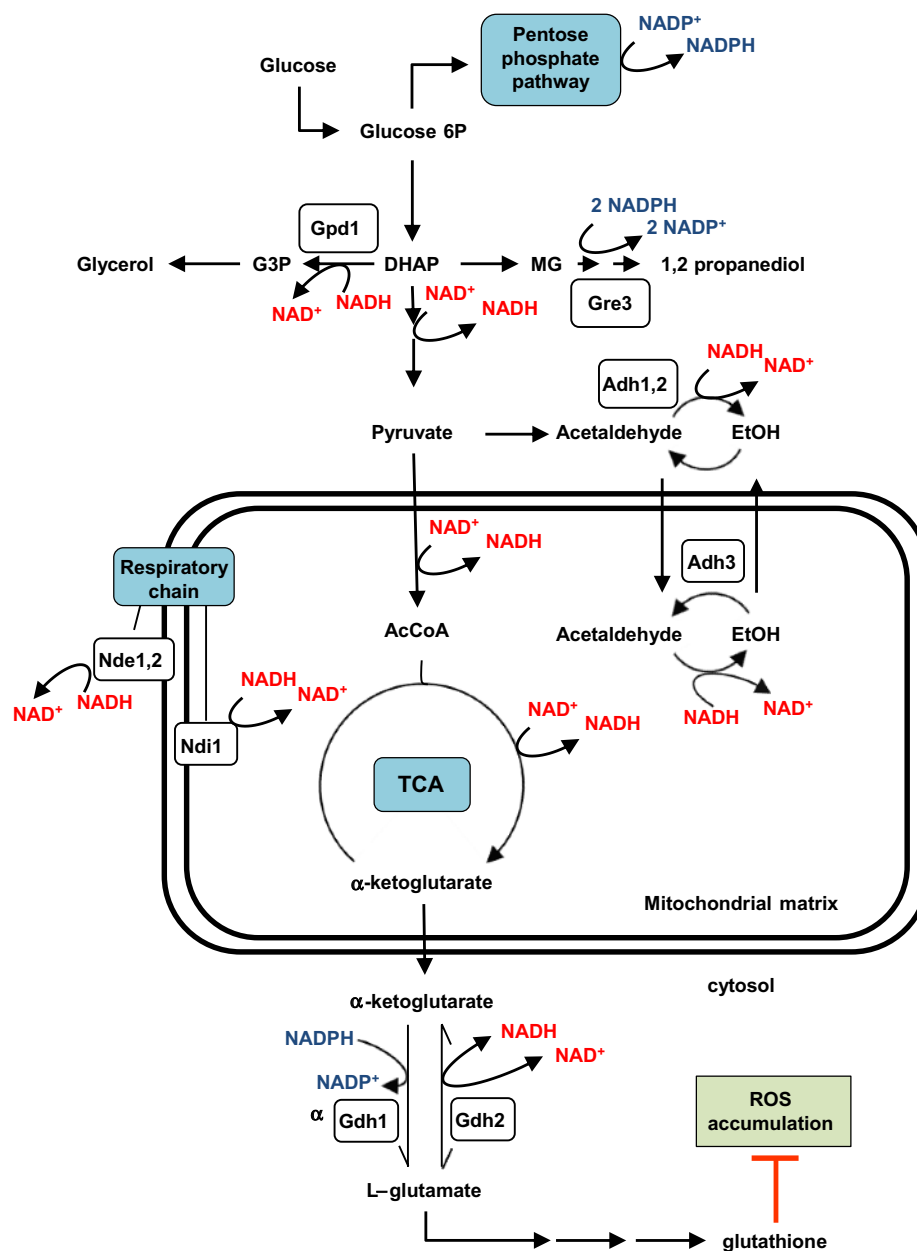 Pentose
phosphate
pathway
NADP⁺
NADPH
Glucose
Glucose 6P
Gpd1
2 NADPH
2 NADP⁺
Glycerol
G3P
DHAP
MG
1,2 propanediol
NAD⁺
NADH
NAD⁺
NADH
Gre3
NADH
NAD⁺
Adh1,2
Pyruvate
Acetaldehyde
EtOH
NAD⁺
NADH
Adh3
Respiratory
chain
AcCoA
Acetaldehyde
EtOH
Nde1,2
NAD⁺
NADH
NADH
NAD⁺
Ndi1
NAD⁺
NADH
NADH
NAD⁺
TCA
α-ketoglutarate
Mitochondrial matrix
cytosol
α-ketoglutarate
NADPH
NADP⁺
NADH
NAD⁺
α
Gdh1
Gdh2
ROS
accumulation
L–glutamate
glutathione